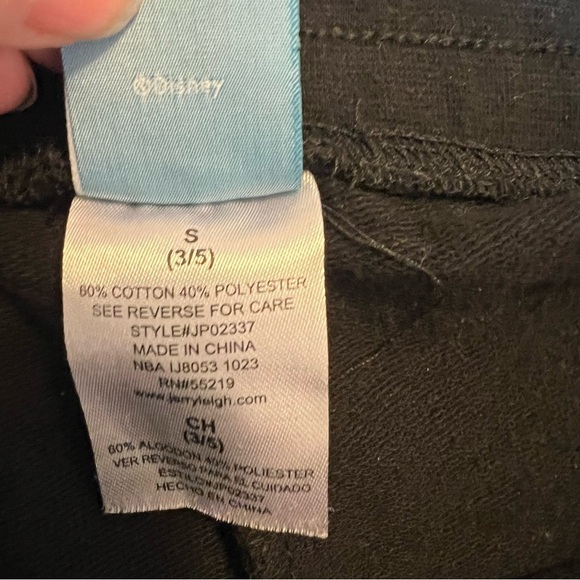 ©Disney
S
(3/5)
60% COTTON 40% POLYESTER
SEE REVERSE FOR CARE
STYLE#JP02337
MADE IN CHINA
NBA IJ8053 1023
RN#55219
www.jerryleigh.com
CH
(3/5)
60% ALGODON 40% POLIESTER
VER REVERSO PARA EL CUIDADO
ESTILO#JP02337
HECHO EN CHINA